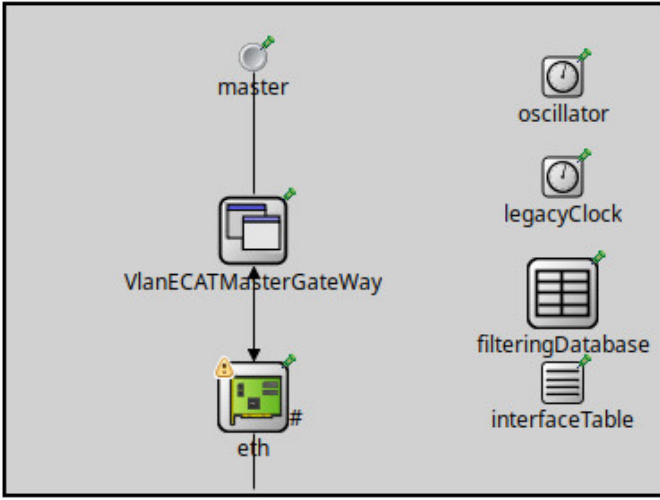 master
oscillator
legacyClock
VlanECATMasterGateWay
filteringDatabase
#
interfaceTable
eth